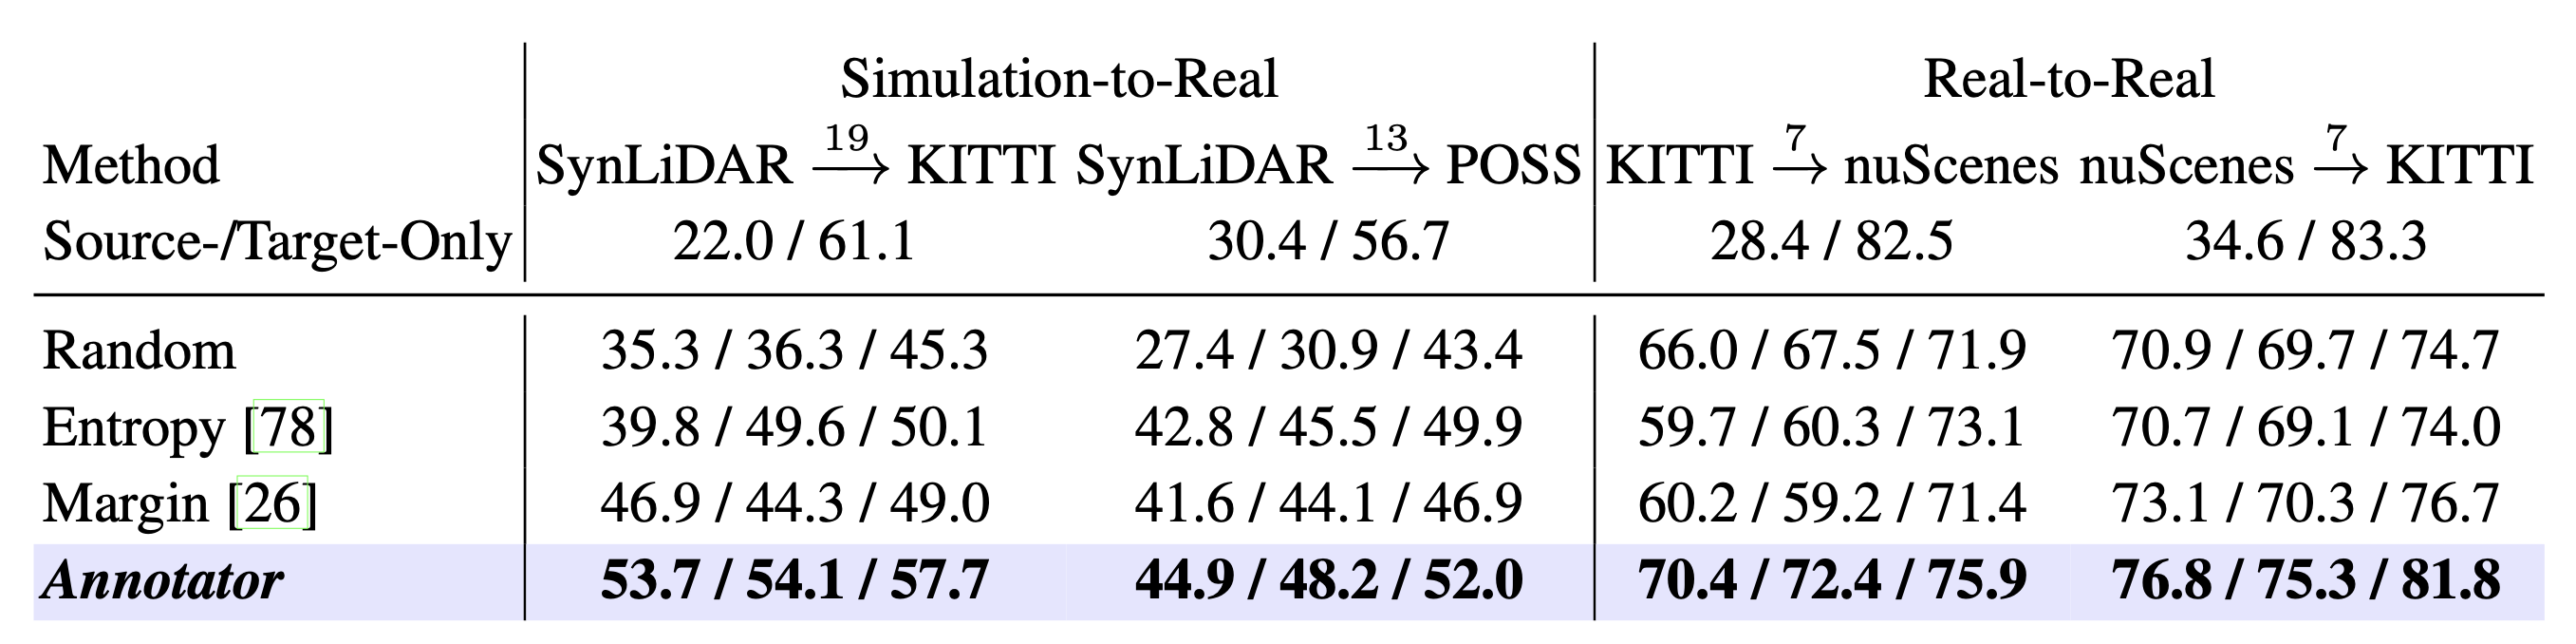 Simulation-to-Real Real-to-Real
Method SynLiDAR 19⟶ KITTI SynLiDAR 13⟶ POSS KITTI 7⟶ nuScenes nuScenes 7⟶ KITTI
Source-/Target-Only 22.0 / 61.1 30.4 / 56.7 28.4 / 82.5 34.6 / 83.3
Random 35.3 / 36.3 / 45.3 27.4 / 30.9 / 43.4 66.0 / 67.5 / 71.9 70.9 / 69.7 / 74.7
Entropy [78] 39.8 / 49.6 / 50.1 42.8 / 45.5 / 49.9 59.7 / 60.3 / 73.1 70.7 / 69.1 / 74.0
Margin [26] 46.9 / 44.3 / 49.0 41.6 / 44.1 / 46.9 60.2 / 59.2 / 71.4 73.1 / 70.3 / 76.7
Annotator 53.7 / 54.1 / 57.7 44.9 / 48.2 / 52.0 70.4 / 72.4 / 75.9 76.8 / 75.3 / 81.8